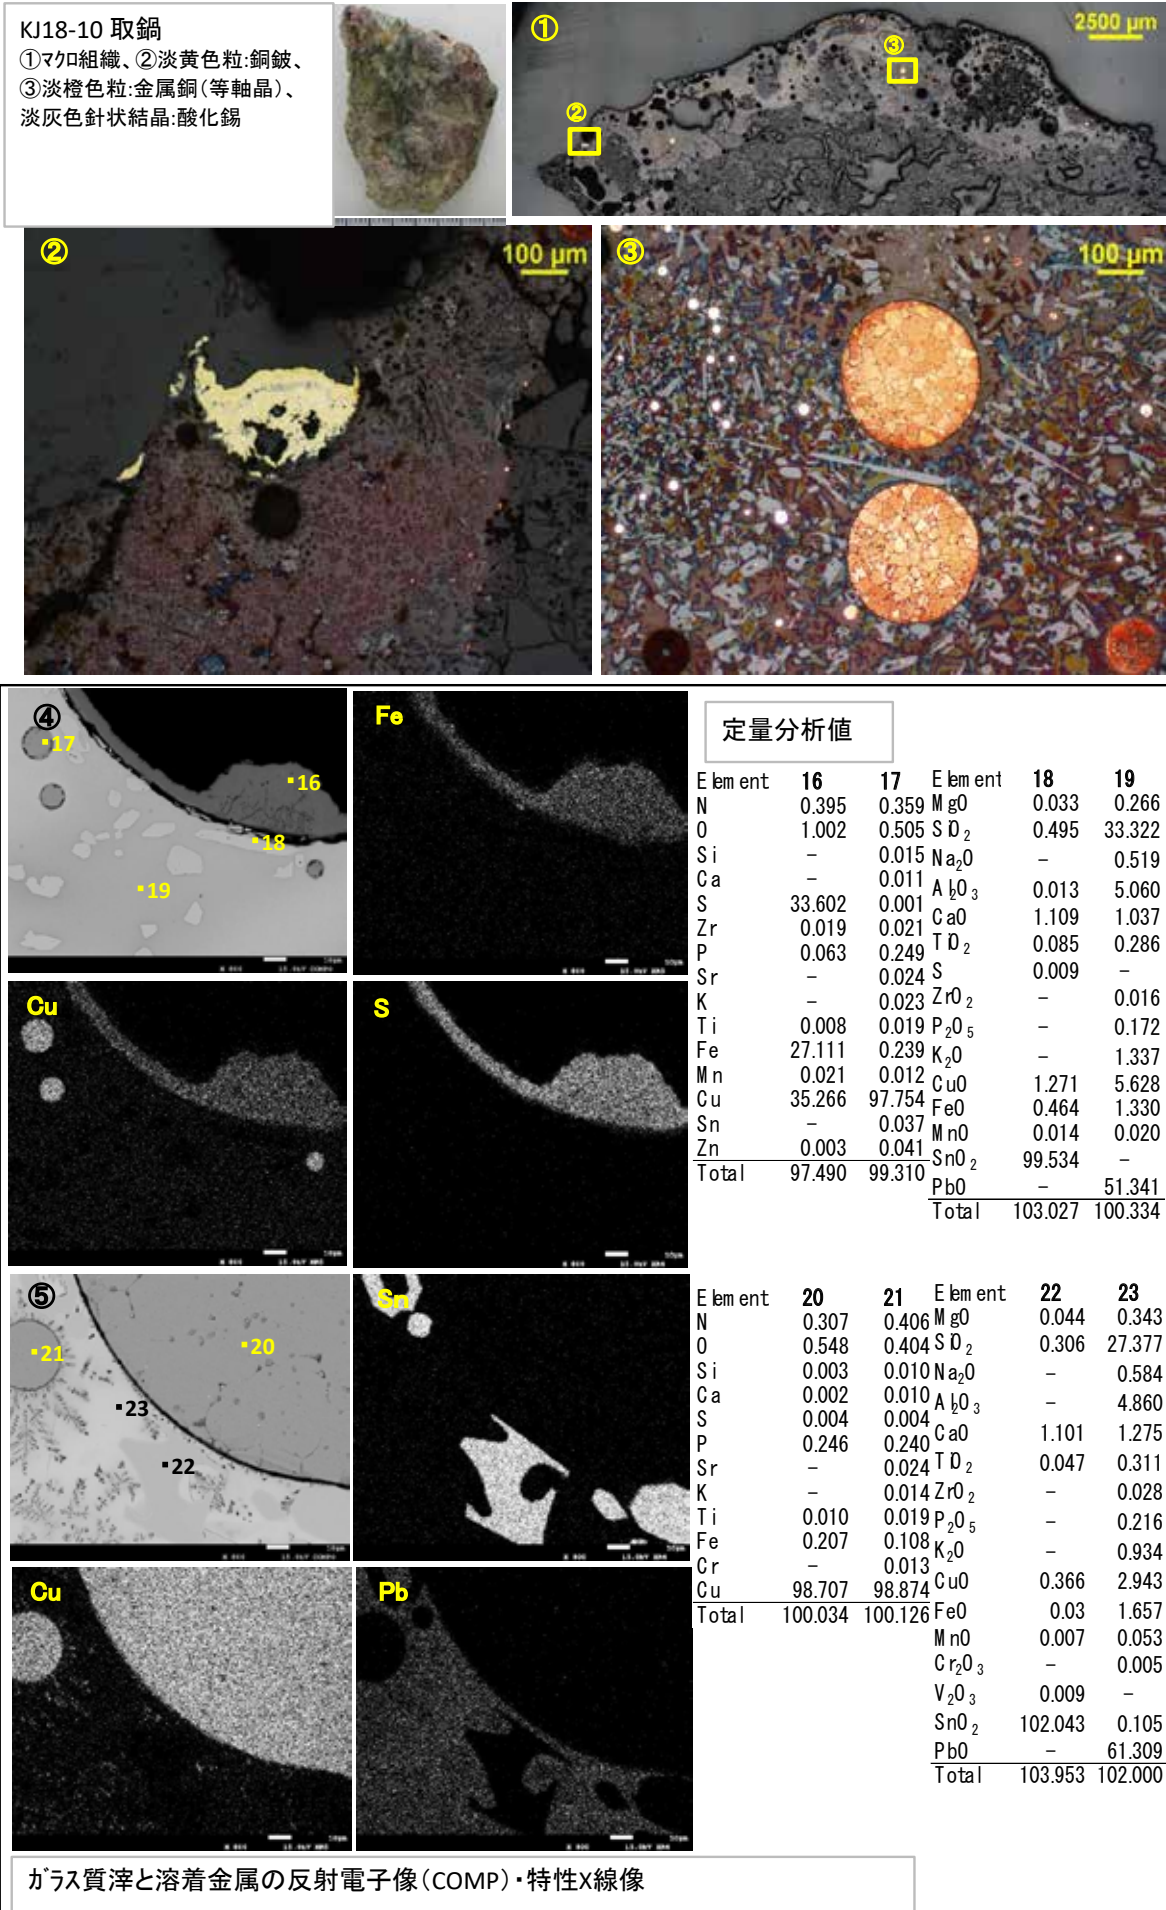 KJ18-10 取鍋
①マクロ組織、②淡黄色粒:銅鈹、
③淡橙色粒:金属銅(等軸晶)、
淡灰色針状結晶:酸化錫
①
2500 µm
③
②
②
100 µm
③
100 µm
④
17
16
18
19
Fe
Cu
S
定量分析値
Element 16 17
N 0.395 0.359
O 1.002 0.505
Si - 0.015
Ca - 0.011
S 33.602 0.001
Zr 0.019 0.021
P 0.063 0.249
Sr - 0.024
K - 0.023
Ti 0.008 0.019
Fe 27.111 0.239
Mn 0.021 0.012
Cu 35.266 97.754
Sn - 0.037
Zn 0.003 0.041
Total 97.490 99.310
Element 18 19
MgO 0.033 0.266
SiO2 0.495 33.322
Na2O - 0.519
Al2O3 0.013 5.060
CaO 1.109 1.037
TiO2 0.085 0.286
S 0.009 -
ZrO2 - 0.016
P2O5 - 0.172
K2O - 1.337
CuO 1.271 5.628
FeO 0.464 1.330
MnO 0.014 0.020
SnO2 99.534 -
PbO - 51.341
Total 103.027 100.334
⑤
21
20
23
22
Sn
Cu
Pb
Element 20 21
N 0.307 0.406
O 0.548 0.404
Si 0.003 0.010
Ca 0.002 0.010
S 0.004 0.004
P 0.246 0.240
Sr - 0.024
K - 0.014
Ti 0.010 0.019
Fe 0.207 0.108
Cr - 0.013
Cu 98.707 98.874
Total 100.034 100.126
Element 22 23
MgO 0.044 0.343
SiO2 0.306 27.377
Na2O - 0.584
Al2O3 - 4.860
CaO 1.101 1.275
TiO2 0.047 0.311
ZrO2 - 0.028
P2O5 - 0.216
K2O - 0.934
CuO 0.366 2.943
FeO 0.03 1.657
MnO 0.007 0.053
Cr2O3 - 0.005
V2O3 0.009 -
SnO2 102.043 0.105
PbO - 61.309
Total 103.953 102.000
ガラス質滓と溶着金属の反射電子像(COMP)・特性X線像